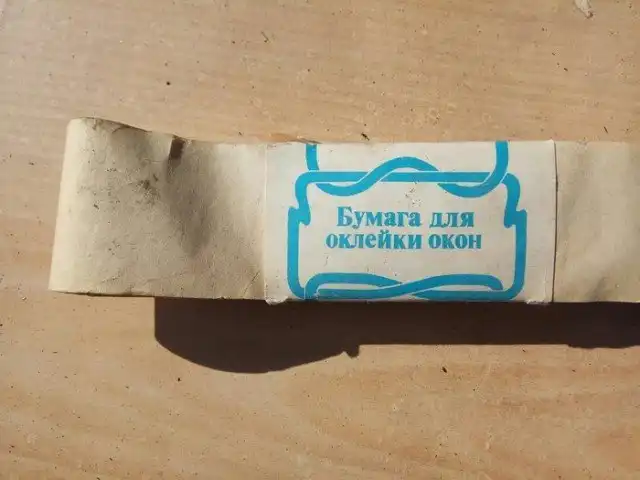 Бумага для
оклейки окон